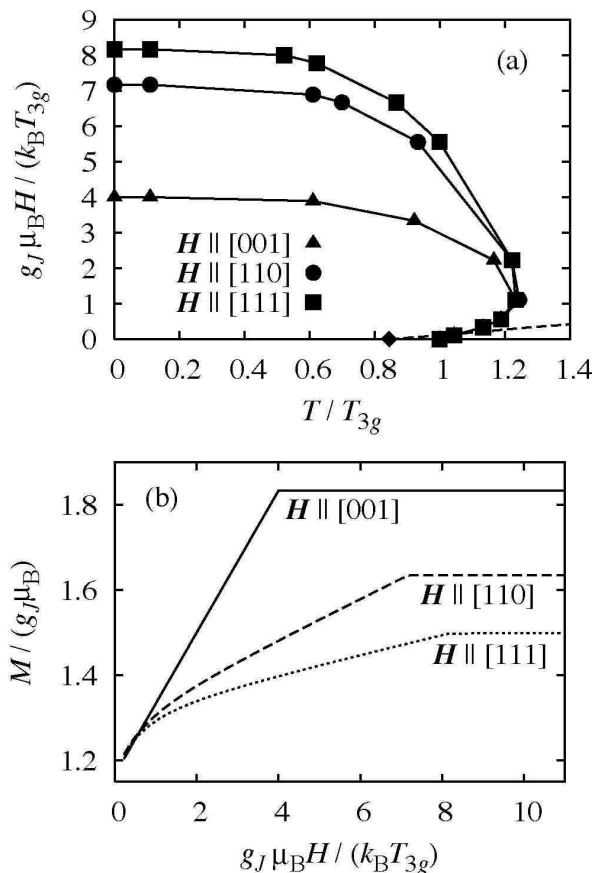 (a)
9
8
7
6
5
4
3
2
1
0
g_J μ_B H / (k_B T_3g)
H || [001]
H || [110]
H || [111]
0 0.2 0.4 0.6 0.8 1 1.2 1.4
T / T_3g
(b)
1.8
1.6
1.4
1.2
M / (g_J μ_B)
H || [001]
H || [110]
H || [111]
0 2 4 6 8 10
g_J μ_B H / (k_B T_3g)